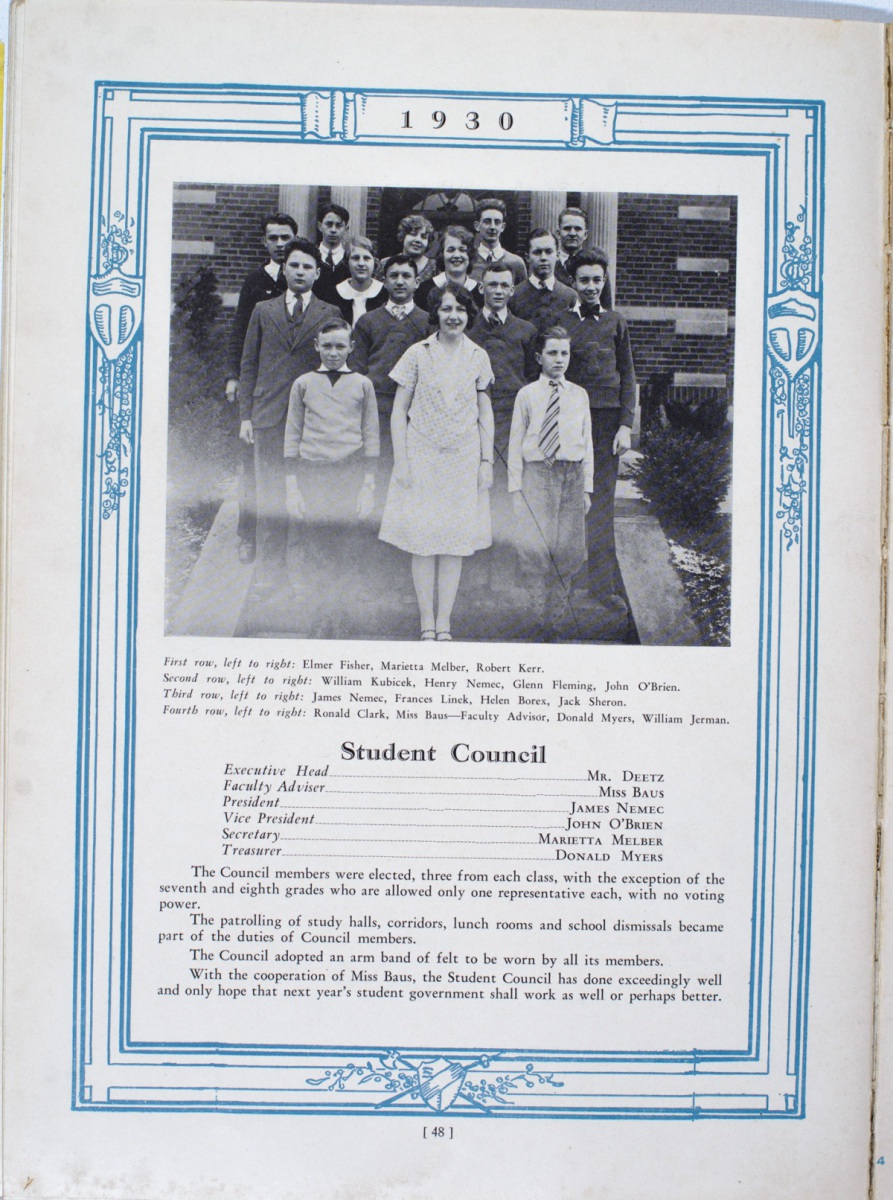 1930
First row, left to right: Elmer Fisher, Marietta Melber, Robert Kerr.
Second row, left to right: William Kubicek, Henry Nemec, Glenn Fleming, John O'Brien.
Third row, left to right: James Nemec, Frances Linek, Helen Borex, Jack Sheron.
Fourth row, left to right: Ronald Clark, Miss Baus—Faculty Advisor, Donald Myers, William Jerman.
Student Council
Executive Head MR. DEETZ
Faculty Adviser MISS BAUS
President JAMES NEMEC
Vice President JOHN O'BRIEN
Secretary MARIETTA MELBER
Treasurer DONALD MYERS
The Council members were elected, three from each class, with the exception of the
seventh and eighth grades who are allowed only one representative each, with no voting
power.
The patrolling of study halls, corridors, lunch rooms and school dismissals became
part of the duties of Council members.
The Council adopted an arm band of felt to be worn by all its members.
With the cooperation of Miss Baus, the Student Council has done exceedingly well
and only hope that next year's student government shall work as well or perhaps better.
[ 48 ]
4